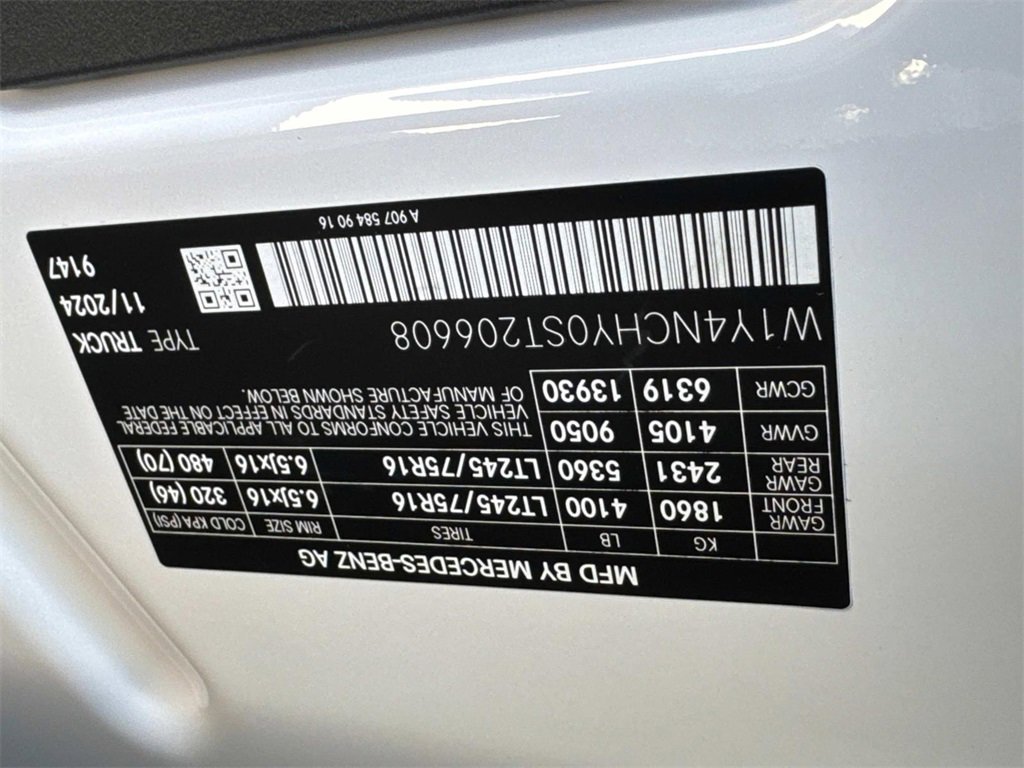 MFD BY MERCEDES-BENZ AG
KG LB TIRES RIM SIZE COLD KPA (PSI)
GAWR FRONT 1860 4100 LT245/75R16 6.5Jx16 320 (46)
GAWR REAR 2431 5360 LT245/75R16 6.5Jx16 480 (70)
GVWR 4105 9050
GCWR 6319 13930
THIS VEHICLE CONFORMS TO ALL APPLICABLE FEDERAL
VEHICLE SAFETY STANDARDS IN EFFECT ON THE DATE
OF MANUFACTURE SHOWN BELOW.
W1Y4NCHY0ST206608 TYPE TRUCK
11/2024
9147
A 907 584 90 16